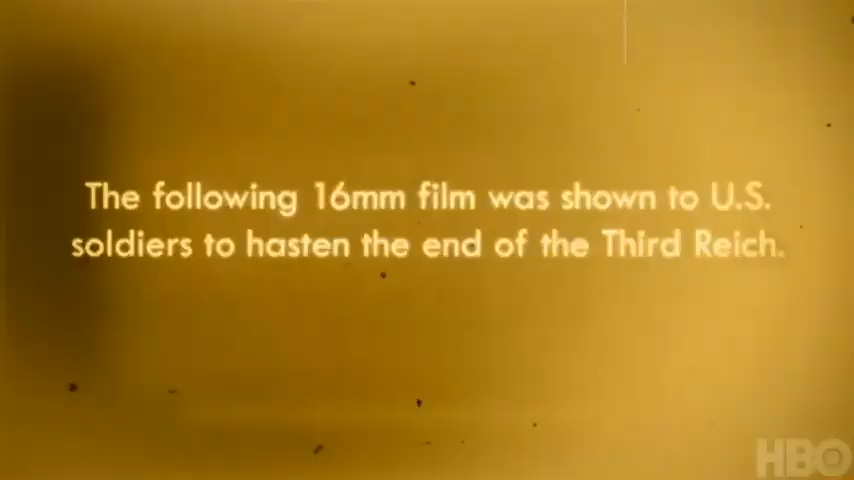 The following 16mm film was shown to U.S.
soldiers to hasten the end of the Third Reich.
HBO